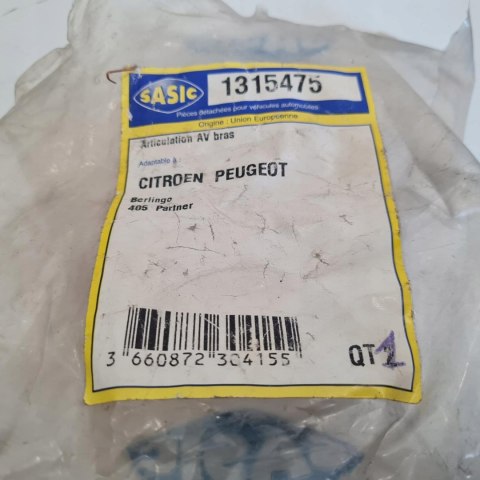 SASIC
1315475
Pièces détachées pour véhicules automobiles
Origine : Union Européenne
Articulation AV bras
Adaptable à
CITROEN PEUGEOT
Berlingo
405 Partner
3 660872 304155
QT 1